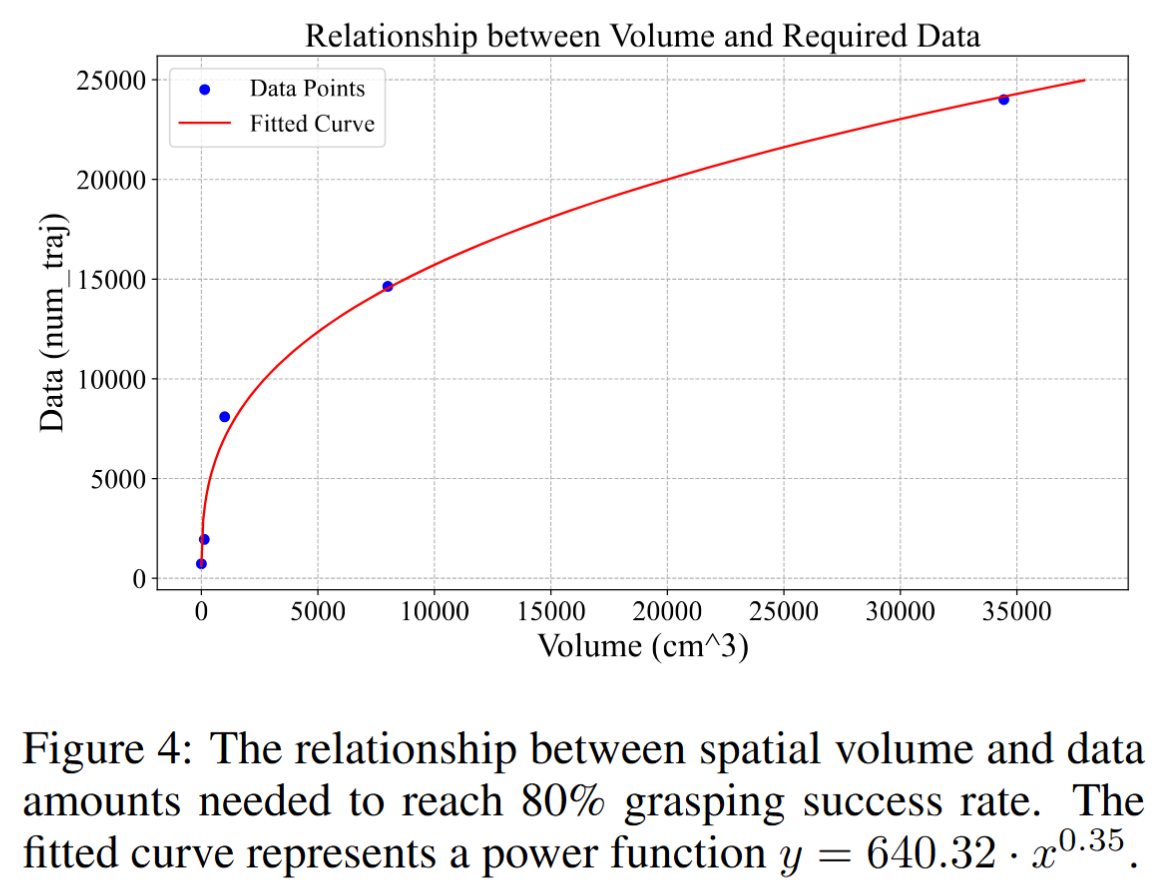 Relationship between Volume and Required Data
Data Points
Fitted Curve
25000
20000
15000
10000
5000
0
Data (num_traj)
0 5000 10000 15000 20000 25000 30000 35000
Volume (cm^3)
Figure 4: The relationship between spatial volume and data
amounts needed to reach 80% grasping success rate. The
fitted curve represents a power function y = 640.32 · x^0.35.